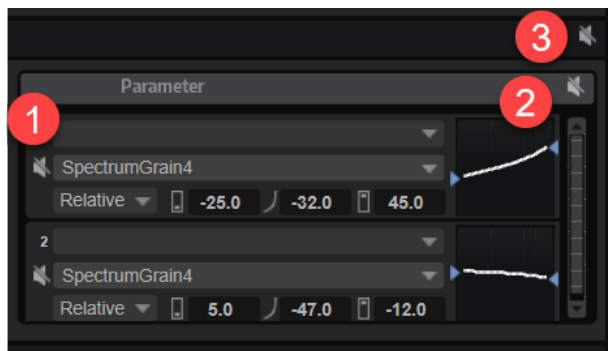 3
Parameter
2
1
SpectrumGrain4
Relative -25.0 -32.0 45.0
2
SpectrumGrain4
Relative 5.0 -47.0 -12.0